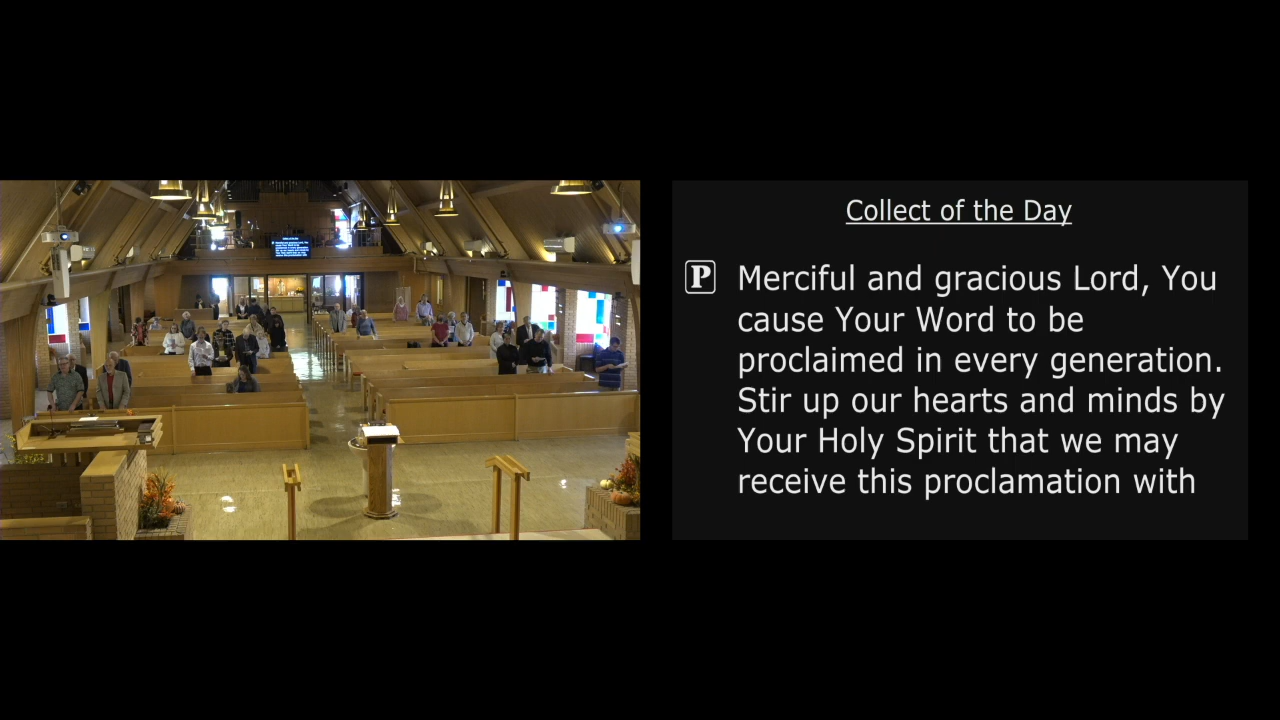 Collect of the Day
P Merciful and gracious Lord, You
cause Your Word to be
proclaimed in every generation.
Stir up our hearts and minds by
Your Holy Spirit that we may
receive this proclamation with